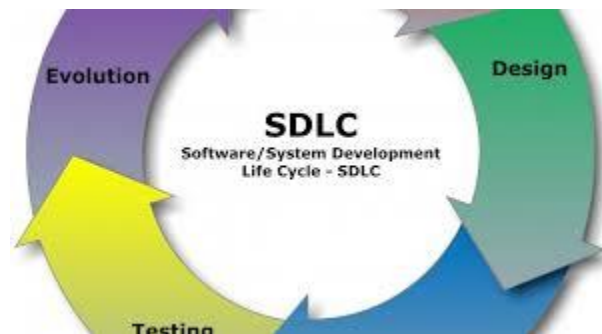 Evolution
Design
SDLC
Software/System Development
Life Cycle - SDLC
Testing